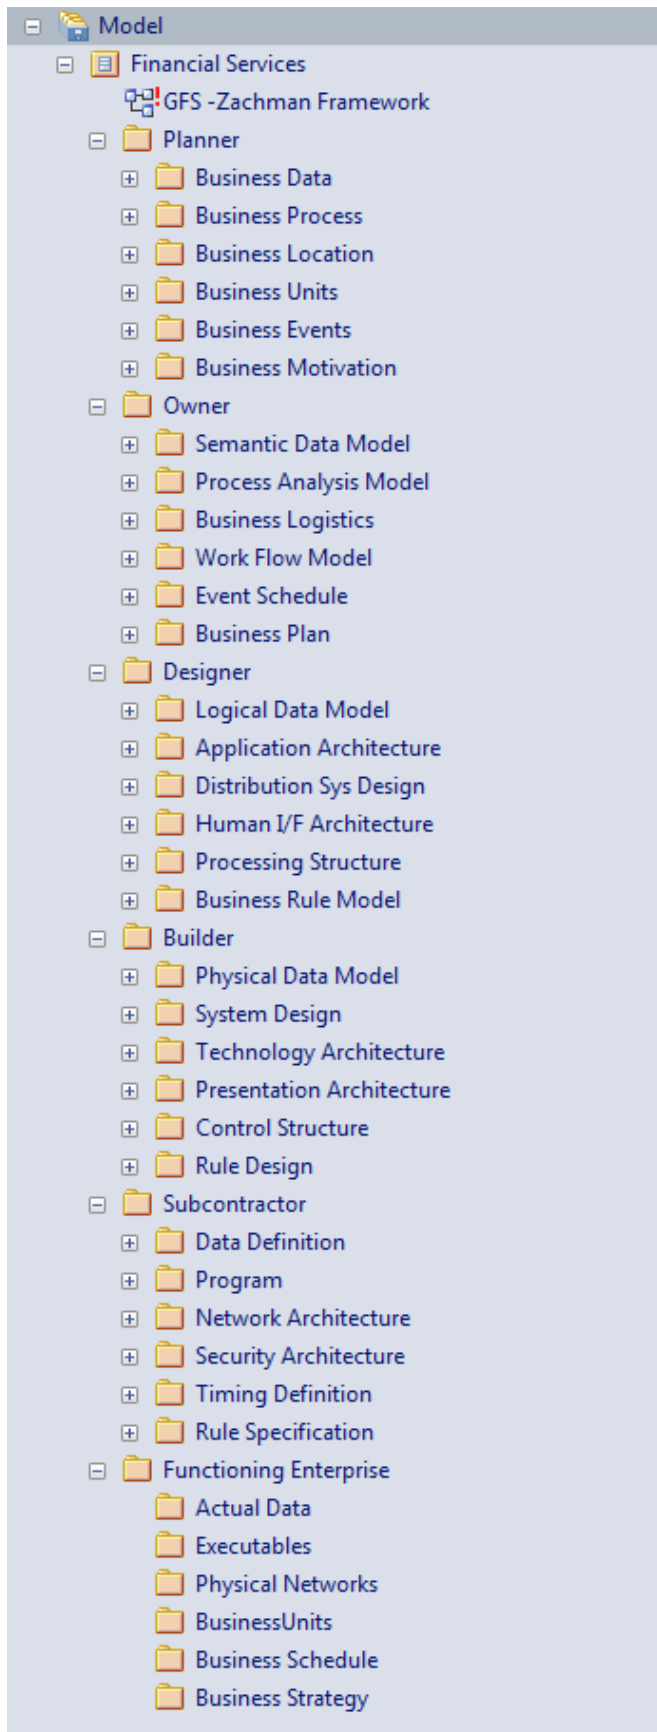 Model
Financial Services
GFS -Zachman Framework
Planner
Business Data
Business Process
Business Location
Business Units
Business Events
Business Motivation
Owner
Semantic Data Model
Process Analysis Model
Business Logistics
Work Flow Model
Event Schedule
Business Plan
Designer
Logical Data Model
Application Architecture
Distribution Sys Design
Human I/F Architecture
Processing Structure
Business Rule Model
Builder
Physical Data Model
System Design
Technology Architecture
Presentation Architecture
Control Structure
Rule Design
Subcontractor
Data Definition
Program
Network Architecture
Security Architecture
Timing Definition
Rule Specification
Functioning Enterprise
Actual Data
Executables
Physical Networks
BusinessUnits
Business Schedule
Business Strategy